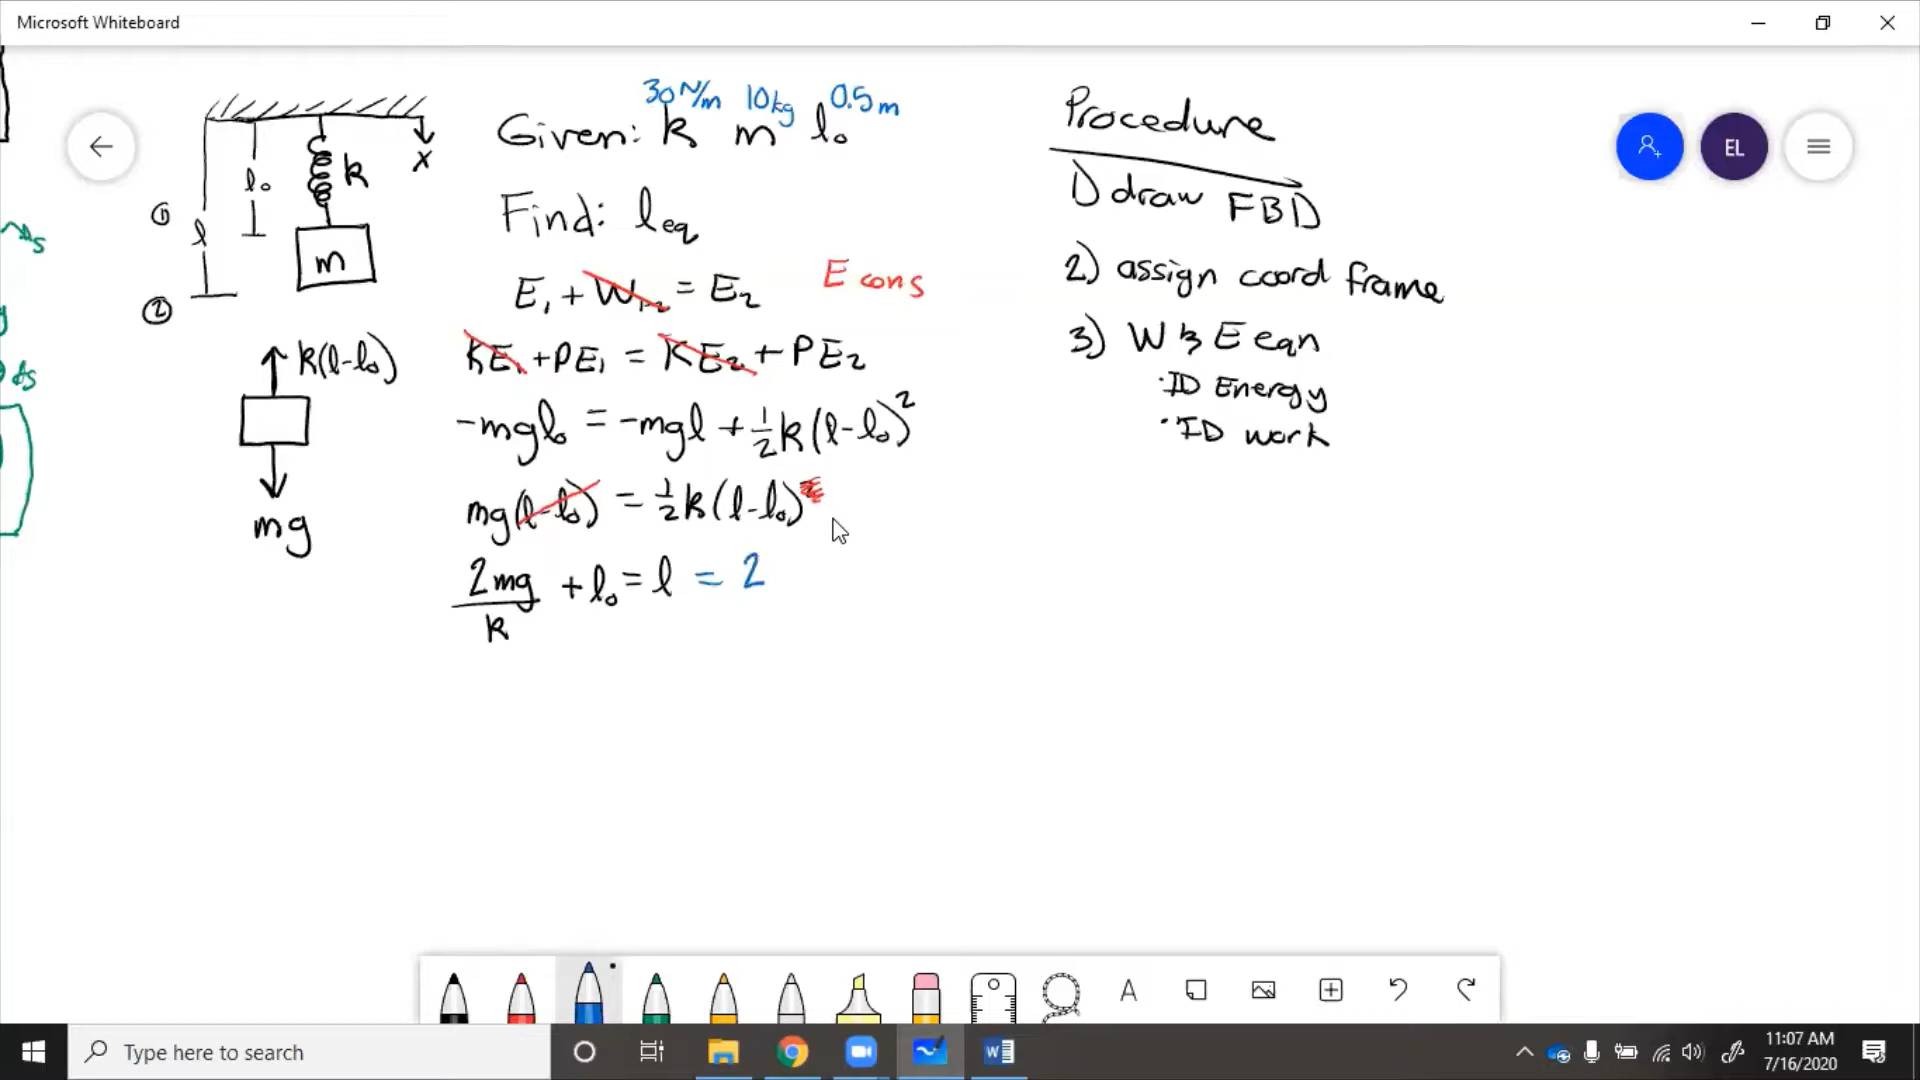 Microsoft Whiteboard
30 N/m 10kg 0.5m
Given: k m l₀
Find: l_eq
E₁ + W₁₋₂ = E₂ E cons
KE₁ + PE₁ = KE₂ + PE₂
-mgl₀ = -mgl + ½k(l-l₀)²
mg(l-l₀) = ½k(l-l₀)
2mg/k + l₀ = l = 2
l₀
k
x
①
l
m
②
k(l-l₀)
mg
Procedure
1) draw FBD
2) assign coord frame
3) W & E eqn
·ID Energy
·ID work
s
ds
EL
A
Type here to search
11:07 AM
7/16/2020